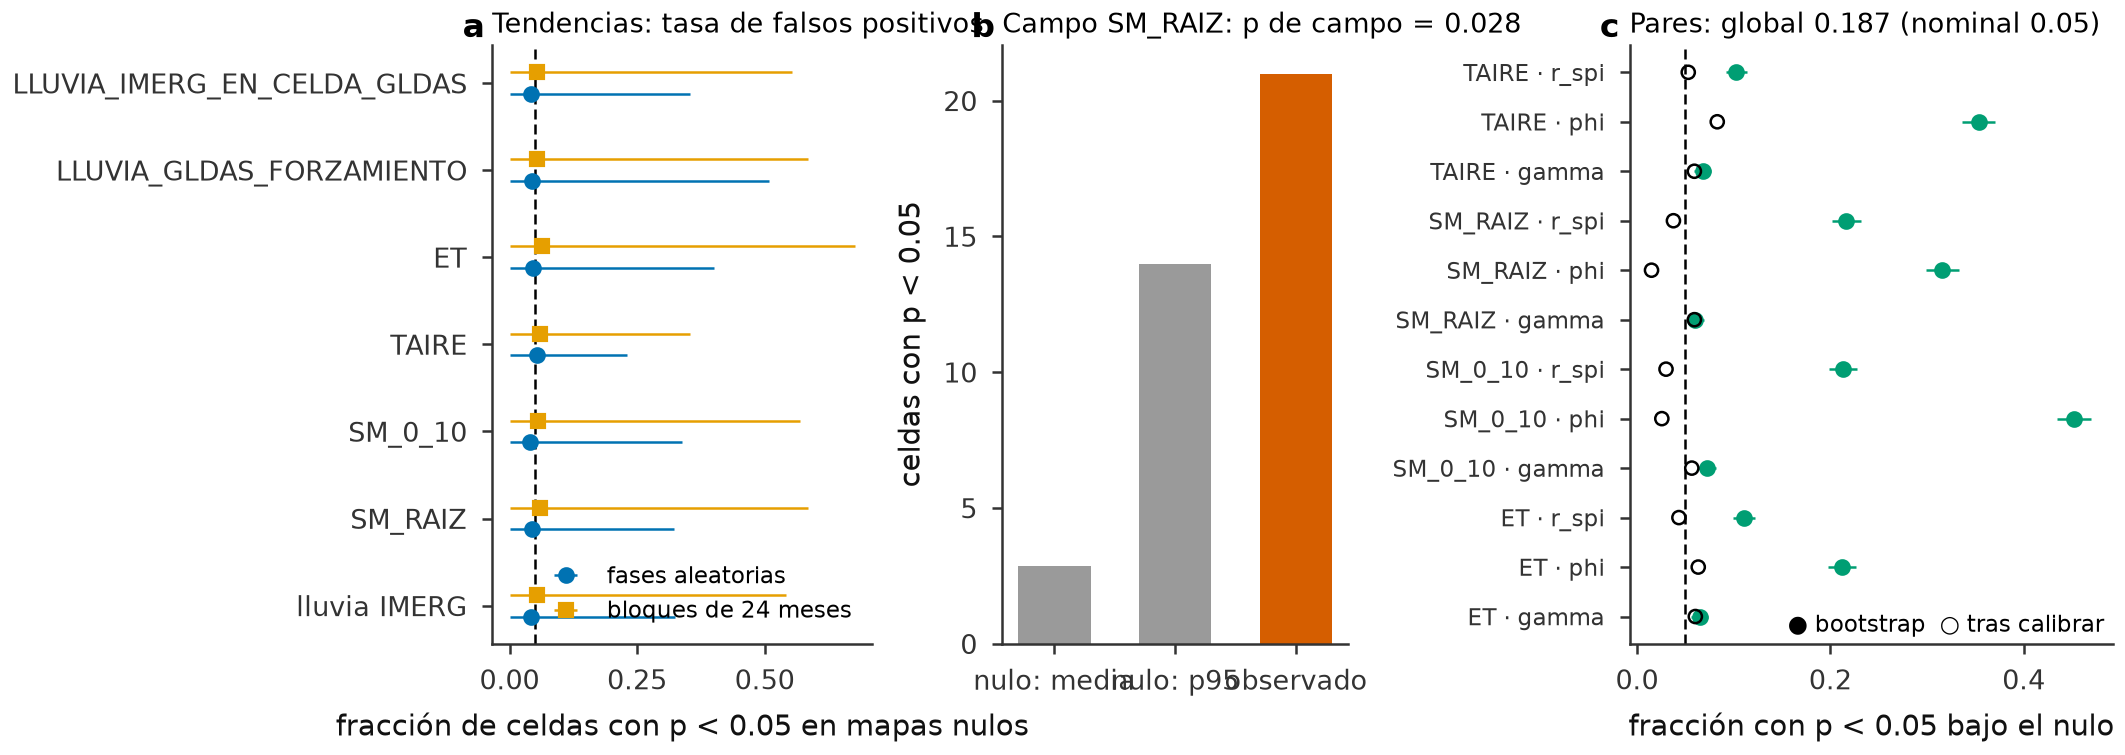 a Tendencias: tasa de falsos positivos
LLUVIA_IMERG_EN_CELDA_GLDAS
LLUVIA_GLDAS_FORZAMIENTO
ET
TAIRE
SM_0_10
SM_RAIZ
lluvia IMERG
fases aleatorias
bloques de 24 meses
0.00 0.25 0.50
fracción de celdas con p < 0.05 en mapas nulos
b Campo SM_RAIZ: p de campo = 0.028
celdas con p < 0.05
20
15
10
5
0
nulo: media nulo: p95 observado
c Pares: global 0.187 (nominal 0.05)
TAIRE · r_spi
TAIRE · phi
TAIRE · gamma
SM_RAIZ · r_spi
SM_RAIZ · phi
SM_RAIZ · gamma
SM_0_10 · r_spi
SM_0_10 · phi
SM_0_10 · gamma
ET · r_spi
ET · phi
ET · gamma
bootstrap tras calibrar
0.0 0.2 0.4
fracción con p < 0.05 bajo el nulo